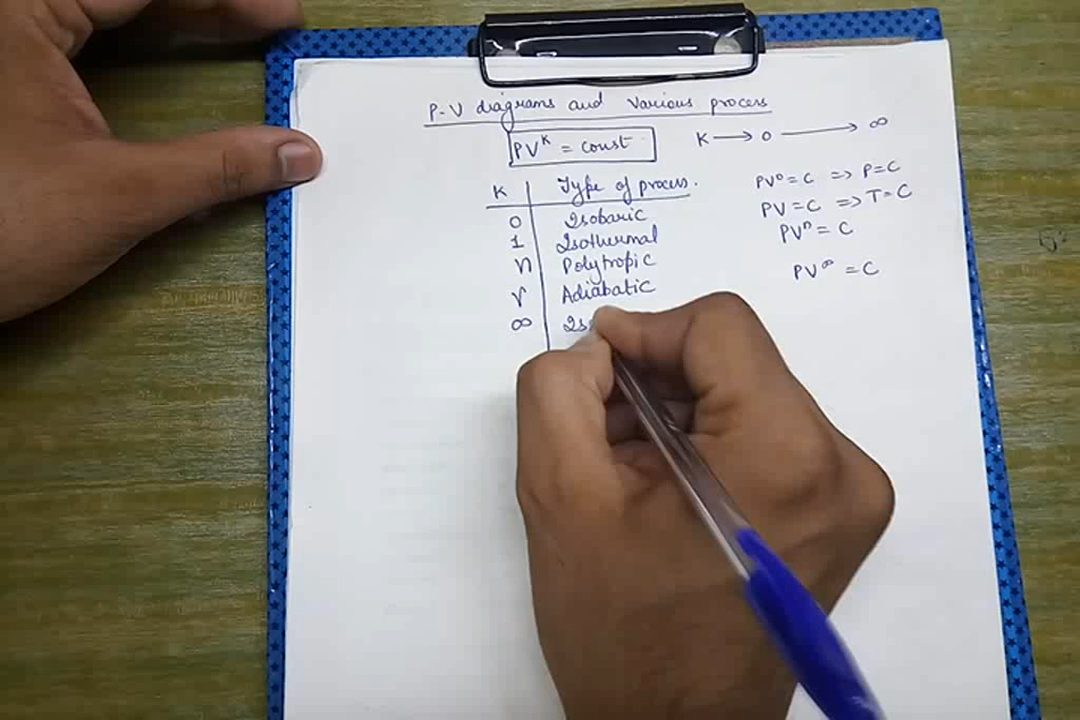 P-V diagrams and various process
PV^K = const
K → 0 → ∞
K Type of process.
0 Isobaric
1 Isothermal
n Polytropic
γ Adiabatic
∞
PV^0 = C => P=C
PV = C => T=C
PV^n = C
PV^∞ = C